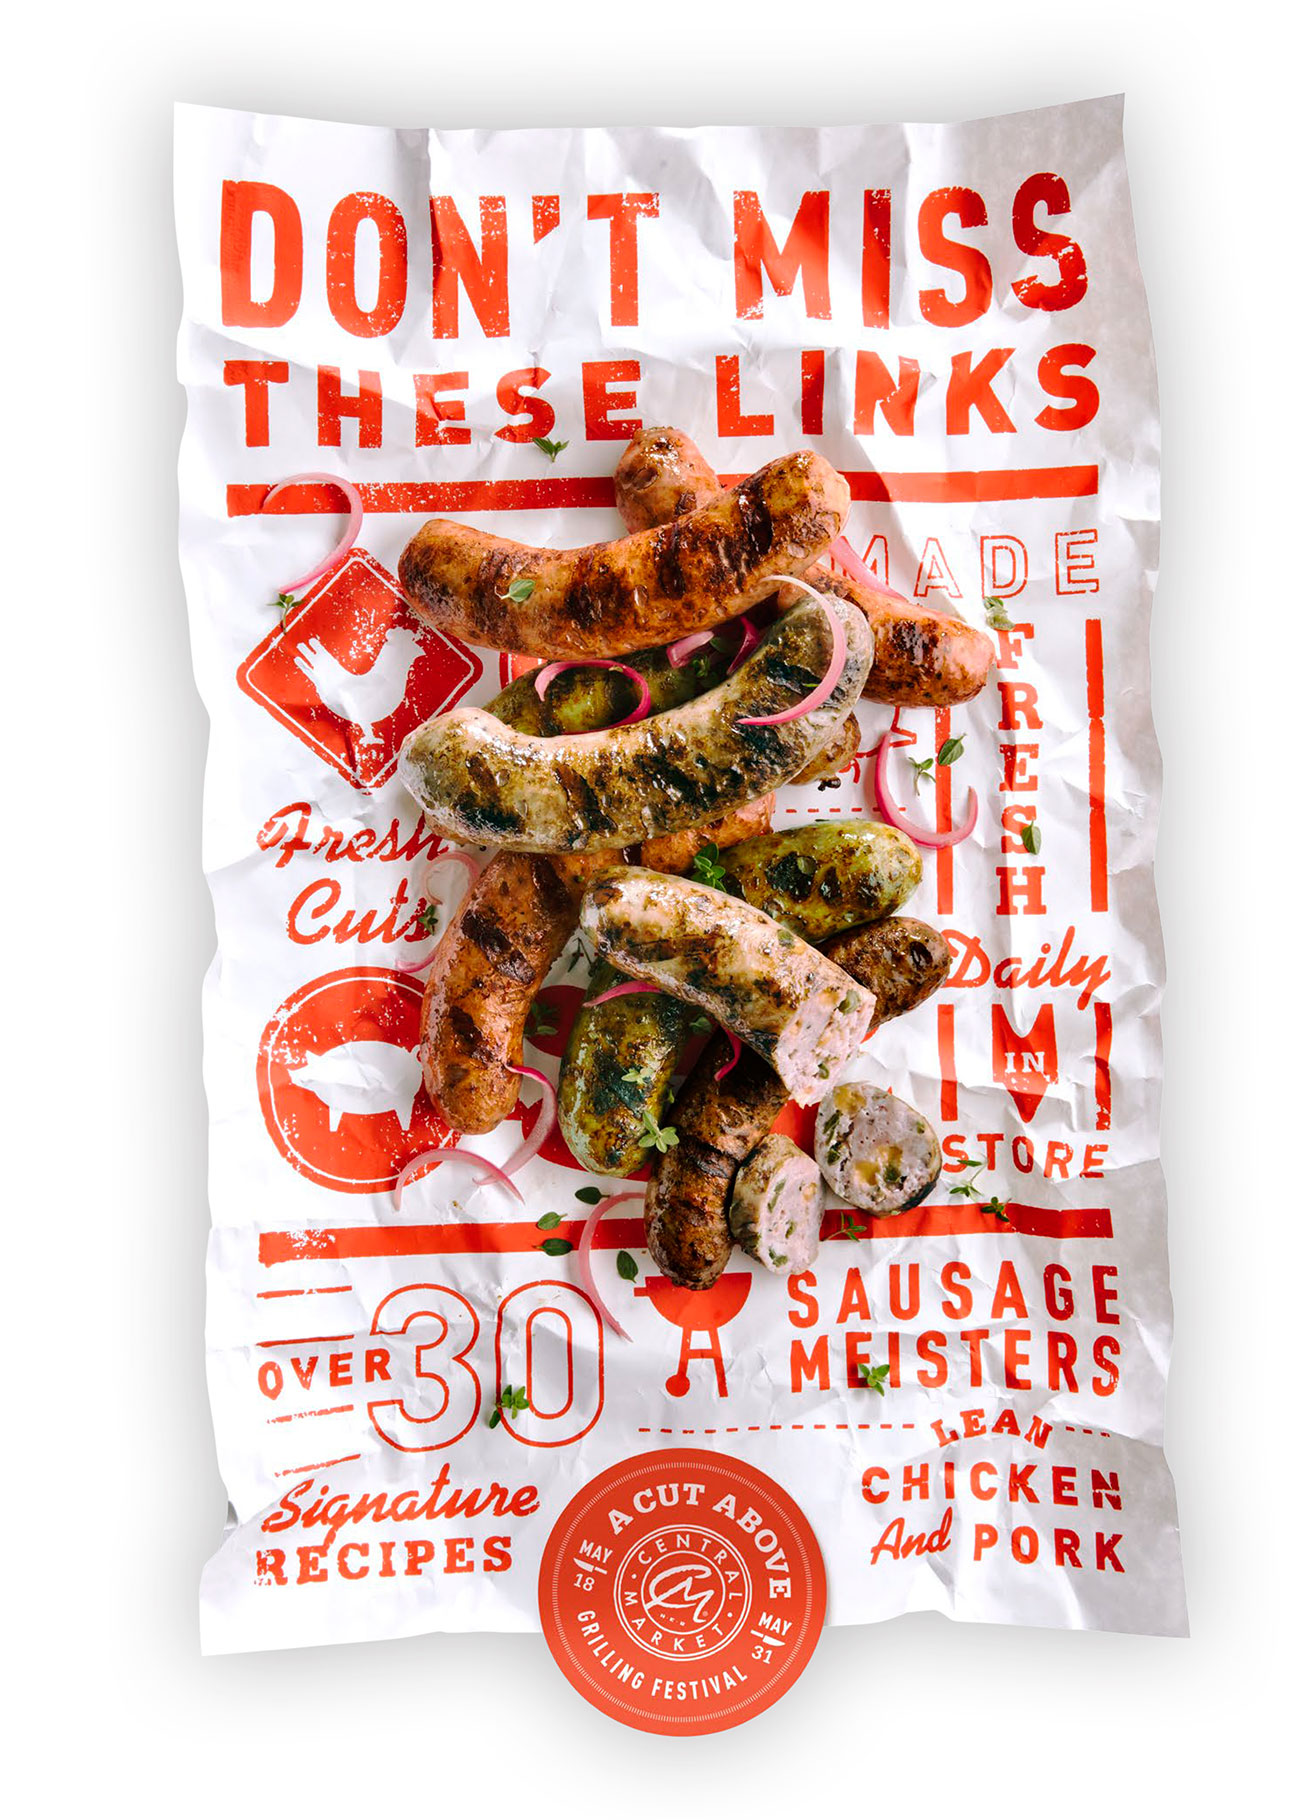 DON'T MISS
THESE LINKS
MADE
FRESH
Daily
IN
STORE
Fresh
Cuts
OVER 30
Signature
RECIPES
SAUSAGE
MEISTERS
LEAN
CHICKEN
And PORK
A CUT ABOVE
MAY 18
MAY 31
CENTRAL MARKET
CM
H-E-B
GRILLING FESTIVAL